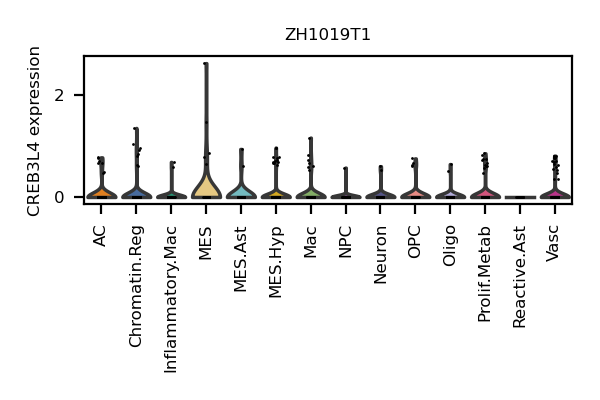 ZH1019T1
CREB3L4 expression
2
0
AC
Chromatin.Reg
Inflammatory.Mac
MES
MES.Ast
MES.Hyp
Mac
NPC
Neuron
OPC
Oligo
Prolif.Metab
Reactive.Ast
Vasc